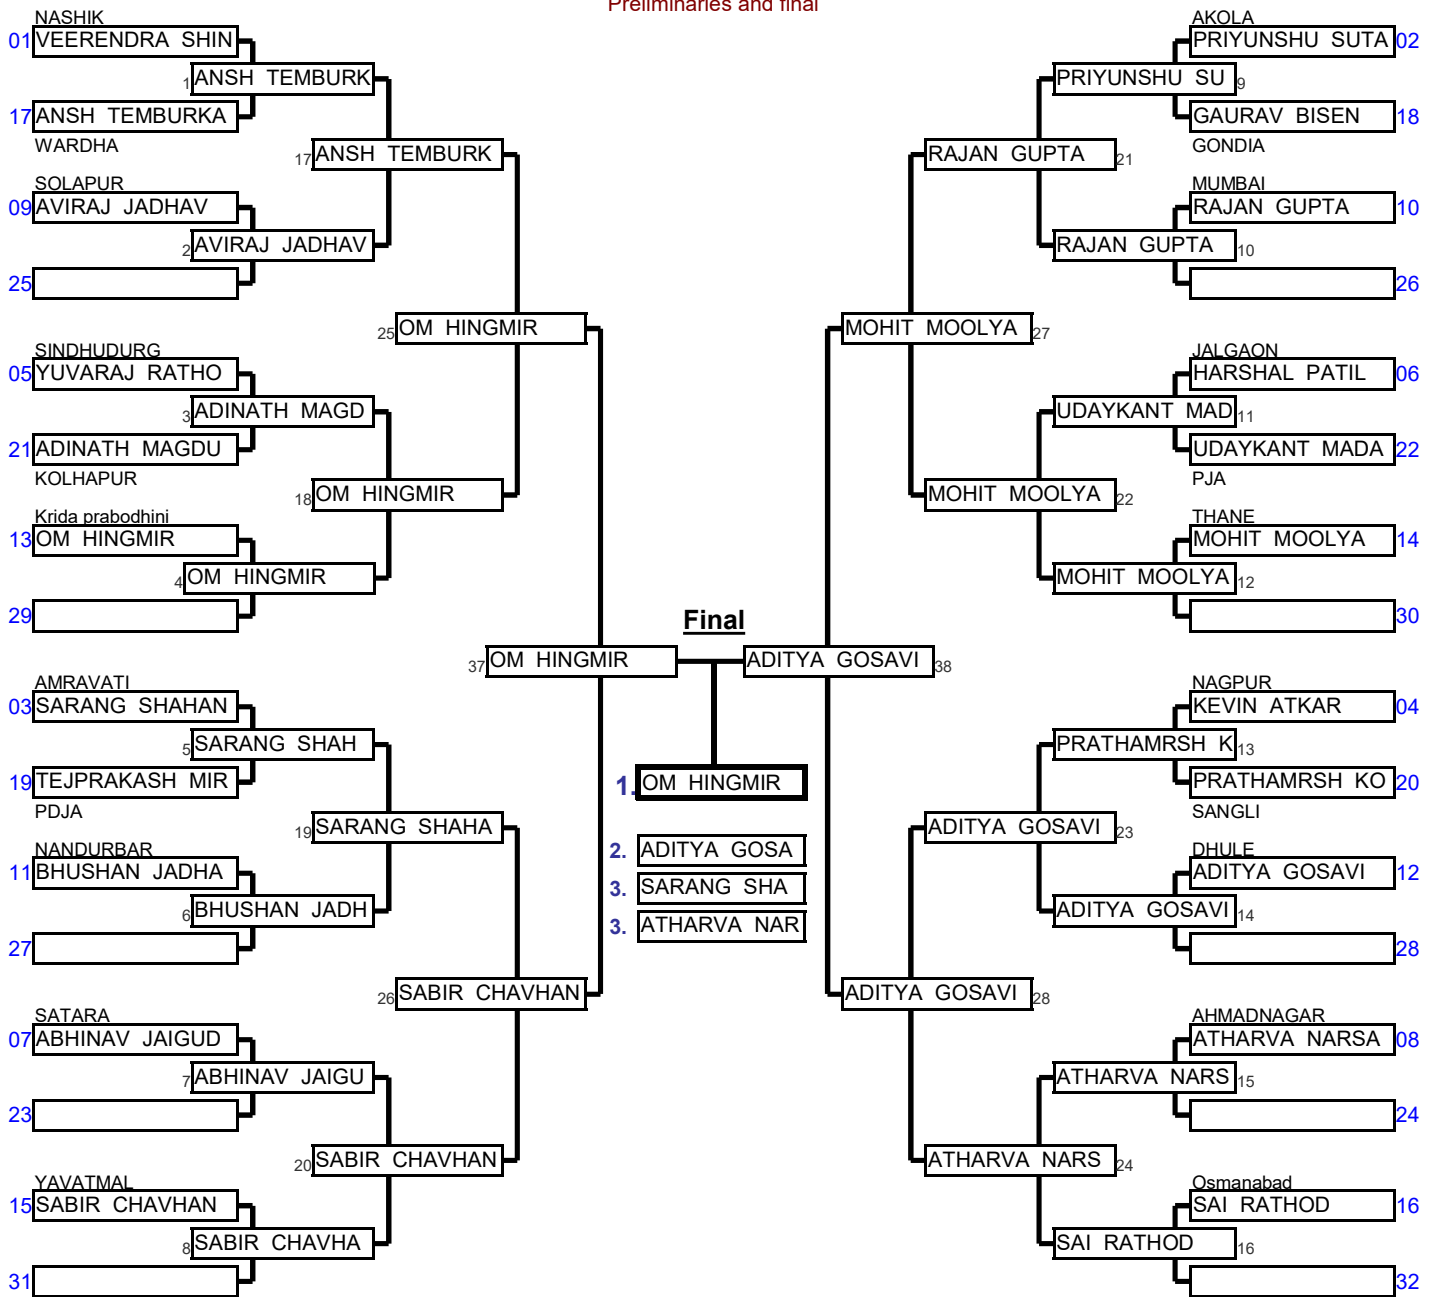 Preliminaries and final
NASHIK
01 VEERENDRA SHIN
1 ANSH TEMBURK
17 ANSH TEMBURKA
WARDHA
17 ANSH TEMBURK
SOLAPUR
09 AVIRAJ JADHAV
2 AVIRAJ JADHAV
25
25 OM HINGMIR
SINDHUDURG
05 YUVARAJ RATHO
3 ADINATH MAGD
21 ADINATH MAGDU
KOLHAPUR
18 OM HINGMIR
Krida prabodhini
13 OM HINGMIR
4 OM HINGMIR
29
37 OM HINGMIR
AMRAVATI
03 SARANG SHAHAN
5 SARANG SHAH
19 TEJPRAKASH MIR
PDJA
19 SARANG SHAHA
NANDURBAR
11 BHUSHAN JADHA
6 BHUSHAN JADH
27
26 SABIR CHAVHAN
SATARA
07 ABHINAV JAIGUD
7 ABHINAV JAIGU
23
20 SABIR CHAVHAN
YAVATMAL
15 SABIR CHAVHAN
8 SABIR CHAVHA
31
Final
1. OM HINGMIR
2. ADITYA GOSA
3. SARANG SHA
3. ATHARVA NAR
AKOLA
PRIYUNSHU SUTA 02
PRIYUNSHU SU 9
GAURAV BISEN 18
GONDIA
RAJAN GUPTA 21
MUMBAI
RAJAN GUPTA 10
RAJAN GUPTA 10
26
MOHIT MOOLYA 27
JALGAON
HARSHAL PATIL 06
UDAYKANT MAD 11
UDAYKANT MADA 22
PJA
MOHIT MOOLYA 22
THANE
MOHIT MOOLYA 14
MOHIT MOOLYA 12
30
ADITYA GOSAVI 38
NAGPUR
KEVIN ATKAR 04
PRATHAMRSH K 13
PRATHAMRSH KO 20
SANGLI
ADITYA GOSAVI 23
DHULE
ADITYA GOSAVI 12
ADITYA GOSAVI 14
28
ADITYA GOSAVI 28
AHMADNAGAR
ATHARVA NARSA 08
ATHARVA NARS 15
24
ATHARVA NARS 24
Osmanabad
SAI RATHOD 16
SAI RATHOD 16
32